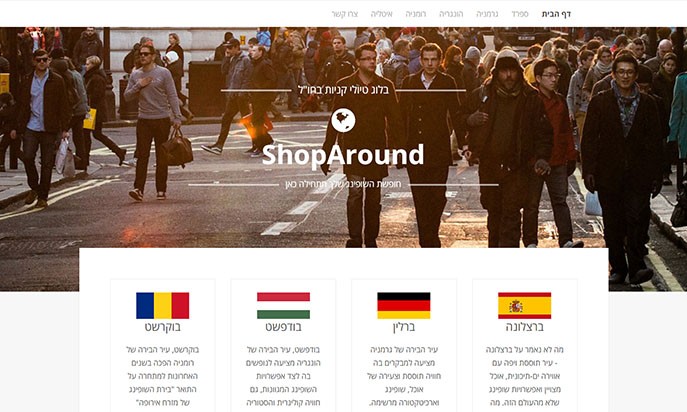 דף הבית ספרד גרמניה הונגריה רומניה איטליה צרו קשר
בלוג טיולי קניות בחו"ל
ShopAround
חופשת השופינג שלך מתחילה כאן
ברצלונה
מה לא נאמר על ברצלונה
- עיר תוססת ויפה עם
אווירה ים-תיכונית, אוכל
מצויין ואפשרויות שופינג
שלא מהעולם הזה. מה
ברלין
עיר הבירה של גרמניה
מציעה למבקרים בה
חוויה תוססת וצעירה של
אוכל, שופינג
וארכיטקטורה מרשימה.
בודפשט
בודפשט, עיר הבירה של
הונגריה מציעה לנופשים
בה לצד אפשרויות
השופינג המגוונות, גם
חוויה קולינרית והסטוריה
בוקרשט
בוקרשט, עיר הבירה של
רומניה הפכה בשנים
האחרונות למתחרה על
התואר "בירת השופינג
של מזרח אירופה"